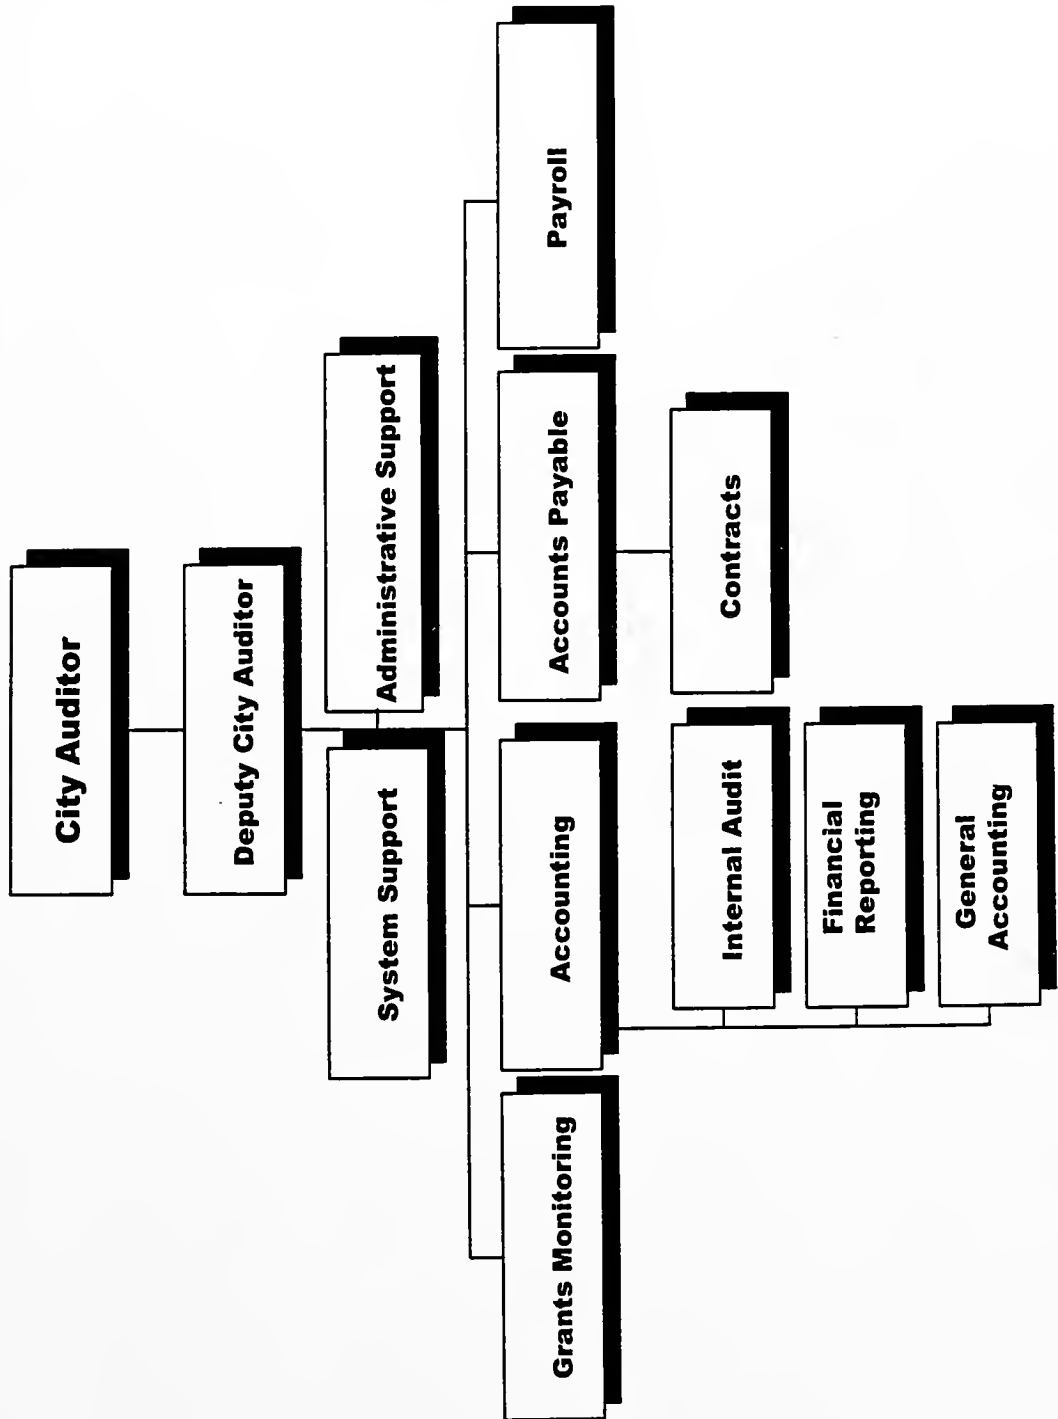 City Auditor
Deputy City Auditor
System Support
Administrative Support
Grants Monitoring
Accounting
Accounts Payable
Payroll
Internal Audit
Financial
Reporting
General
Accounting
Contracts